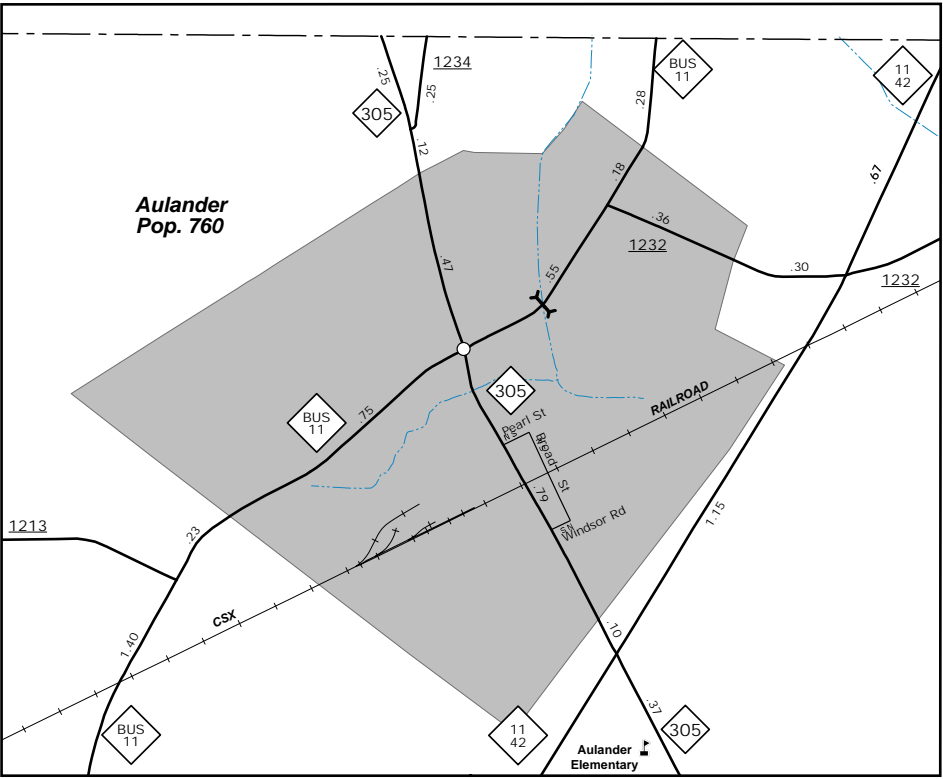 1234
BUS
11
11
42
.25
.25
305
.28
.12
.18
.67
Aulander
Pop. 760
.36
1232
.47
.55
.30
1232
305
RAILROAD
BUS
11
.75
Pearl St
NS
Broad St
.79
SN
Windsor Rd
1.15
1213
.23
CSX
1.40
.10
.37
BUS
11
11
42
305
Aulander
Elementary